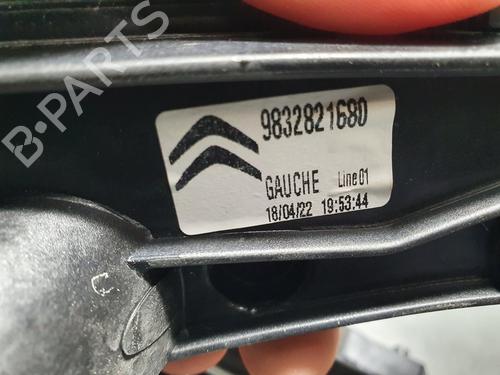 B-PARTS
9832821680
GAUCHE Line01
18/04/22 19:53:44